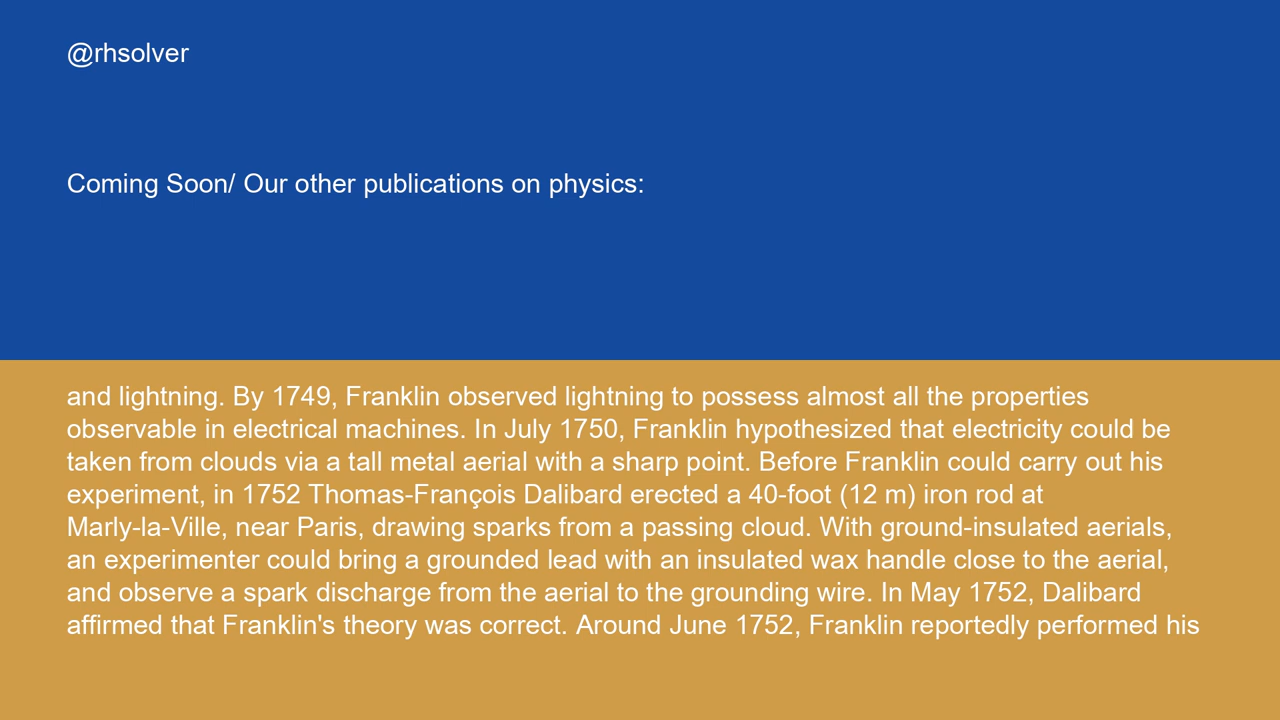 @rhsolver
Coming Soon/ Our other publications on physics:
and lightning. By 1749, Franklin observed lightning to possess almost all the properties
observable in electrical machines. In July 1750, Franklin hypothesized that electricity could be
taken from clouds via a tall metal aerial with a sharp point. Before Franklin could carry out his
experiment, in 1752 Thomas-François Dalibard erected a 40-foot (12 m) iron rod at
Marly-la-Ville, near Paris, drawing sparks from a passing cloud. With ground-insulated aerials,
an experimenter could bring a grounded lead with an insulated wax handle close to the aerial,
and observe a spark discharge from the aerial to the grounding wire. In May 1752, Dalibard
affirmed that Franklin's theory was correct. Around June 1752, Franklin reportedly performed his